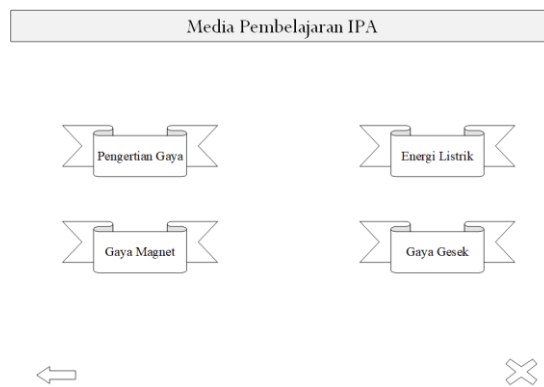 Media Pembelajaran IPA
Pengertian Gaya
Energi Listrik
Gaya Magnet
Gaya Gesek